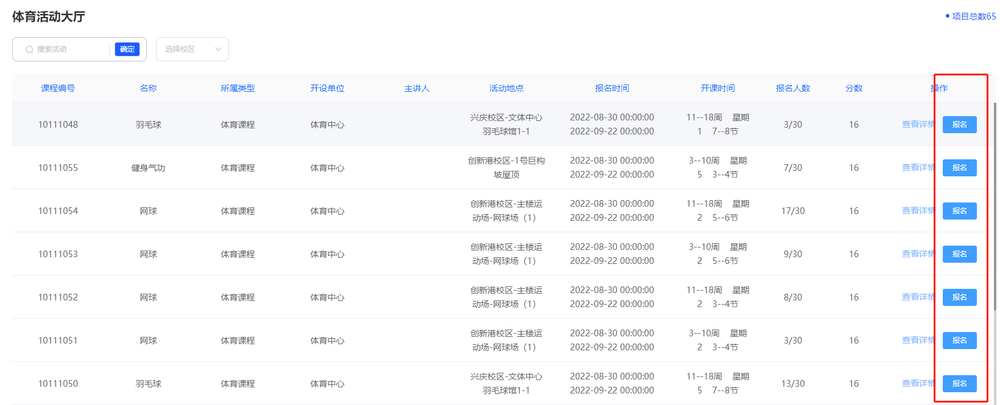 体育活动大厅
项目总数65
搜索活动 确定 选择校区
课程编号 名称 所属类型 开设单位 主讲人 活动地点 报名时间 开课时间 报名人数 分数 操作
兴庆校区-文体中心 2022-08-30 00:00:00 11--18周 星期
10111048 羽毛球 体育课程 体育中心 3/30 16 查看详情 报名
羽毛球馆1-1 2022-09-22 00:00:00 1 7--8节
创新港校区-1号巨构 2022-08-30 00:00:00 3--10周 星期
10111055 健身气功 体育课程 体育中心 7/30 16 查看详情 报名
坡屋顶 2022-09-22 00:00:00 5 3--4节
创新港校区-主楼运 2022-08-30 00:00:00 11--18周 星期
10111054 网球 体育课程 体育中心 17/30 16 查看详情 报名
动场-网球场（1） 2022-09-22 00:00:00 2 5--6节
创新港校区-主楼运 2022-08-30 00:00:00 3--10周 星期
10111053 网球 体育课程 体育中心 9/30 16 查看详情 报名
动场-网球场（1） 2022-09-22 00:00:00 2 5--6节
创新港校区-主楼运 2022-08-30 00:00:00 11--18周 星期
10111052 网球 体育课程 体育中心 8/30 16 查看详情 报名
动场-网球场（1） 2022-09-22 00:00:00 2 3--4节
创新港校区-主楼运 2022-08-30 00:00:00 3--10周 星期
10111051 网球 体育课程 体育中心 3/30 16 查看详情 报名
动场-网球场（1） 2022-09-22 00:00:00 2 3--4节
兴庆校区-文体中心 2022-08-30 00:00:00 11--18周 星期
10111050 羽毛球 体育课程 体育中心 13/30 16 查看详情 报名
羽毛球馆1-1 2022-09-22 00:00:00 5 7--8节